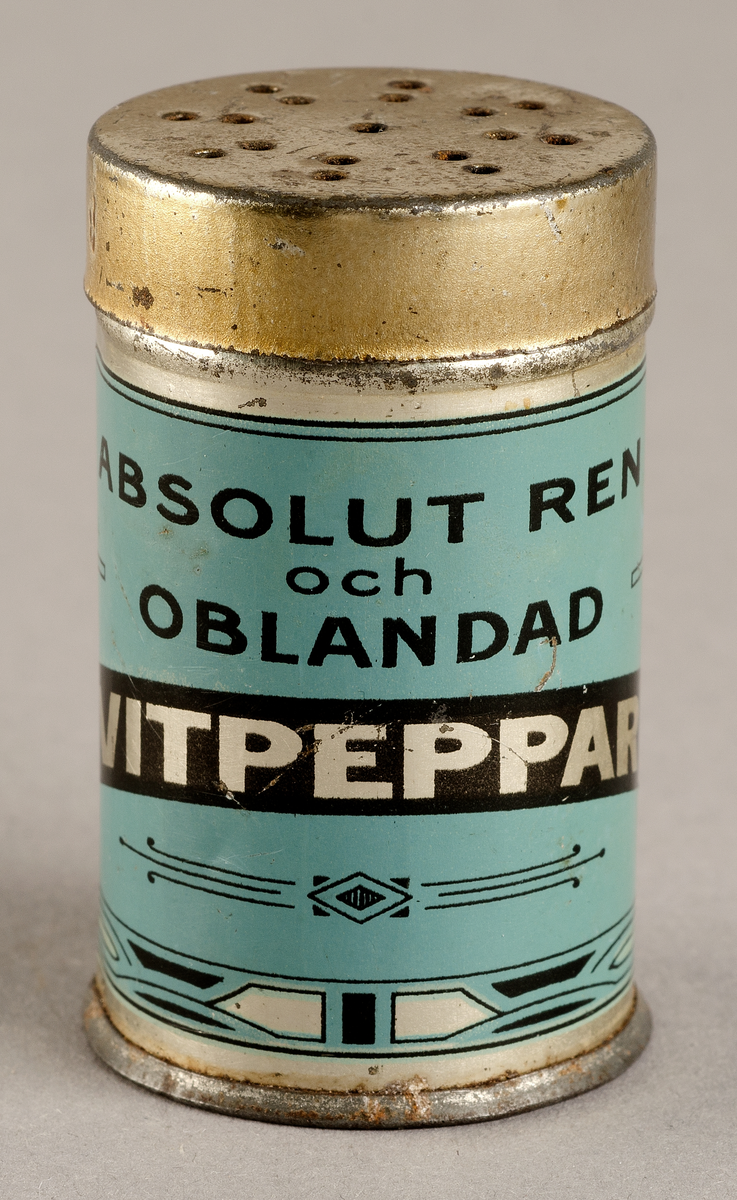 ABSOLUT REN
och
OBLANDAD
VITPEPPAR